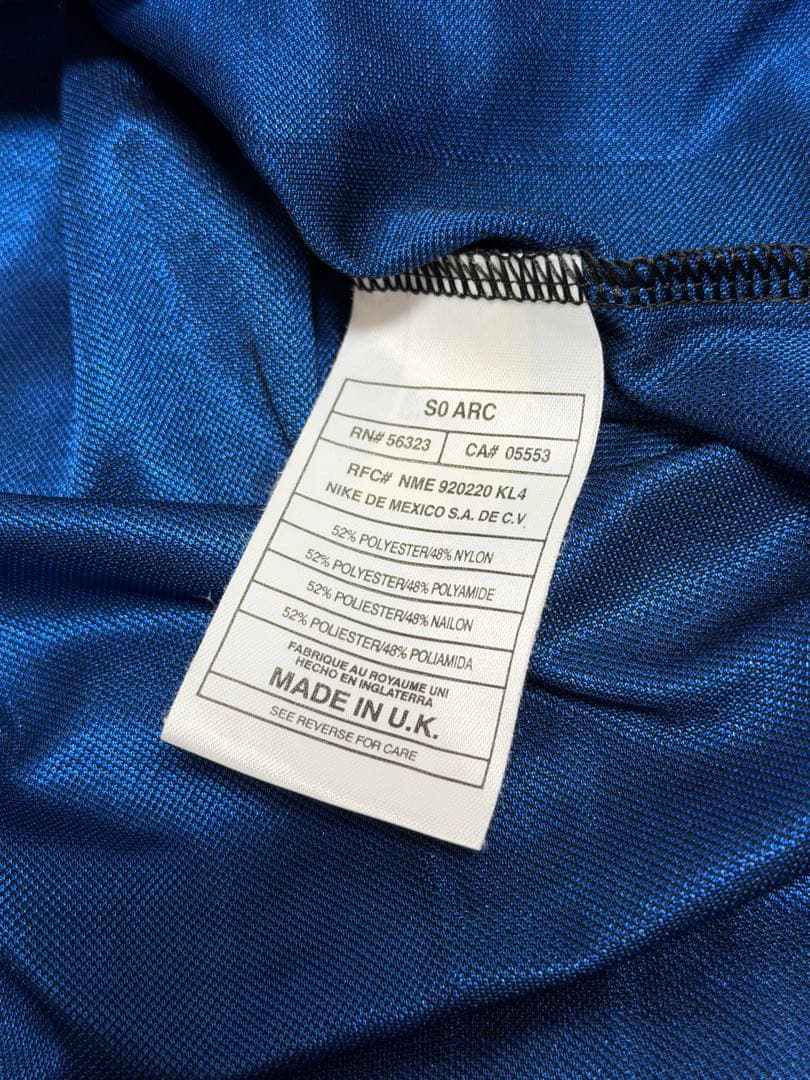 S0 ARC
RN# 56323 CA# 05553
RFC# NME 920220 KL4
NIKE DE MEXICO S.A. DE C.V.
52% POLYESTER/48% NYLON
52% POLYESTER/48% POLYAMIDE
52% POLIESTER/48% NAILON
52% POLIESTER/48% POLIAMIDA
FABRIQUE AU ROYAUME UNI
HECHO EN INGLATERRA
MADE IN U.K.
SEE REVERSE FOR CARE